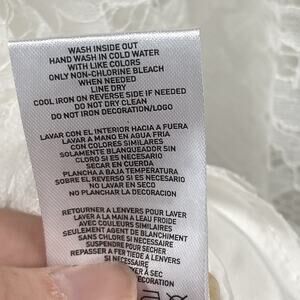 WASH INSIDE OUT
HAND WASH IN COLD WATER
WITH LIKE COLORS
ONLY NON-CHLORINE BLEACH
WHEN NEEDED
LINE DRY
COOL IRON ON REVERSE SIDE IF NEEDED
DO NOT DRY CLEAN
DO NOT IRON DECORATION/LOGO
LAVAR CON EL INTERIOR HACIA A FUERA
LAVAR A MANO EN AGUA FRIA
CON COLORES SIMILARES
SOLAMENTE BLANQUEADOR SIN
CLORO SI ES NECESARIO
SECAR EN CUERDA
PLANCHA A BAJA TEMPERATURA
SOBRE EL REVERSO SI ES NECESARIO
NO LAVAR EN SECO
NO PLANCHAR LA DECORACION
RETOURNER A LENVERS POUR LAVER
LAVER A LA MAIN A LEAU FROIDE
AVEC COULEURS SIMILAIRES
SEULEMENT AGENT DE BLANCHIMENT
SANS CHLORE SI NECESSAIRE
SUSPENDRE POUR SECHER
REPASSER A FER TIEDE A LENVERS
SI NECESSAIRE
A SEC
DECORATION